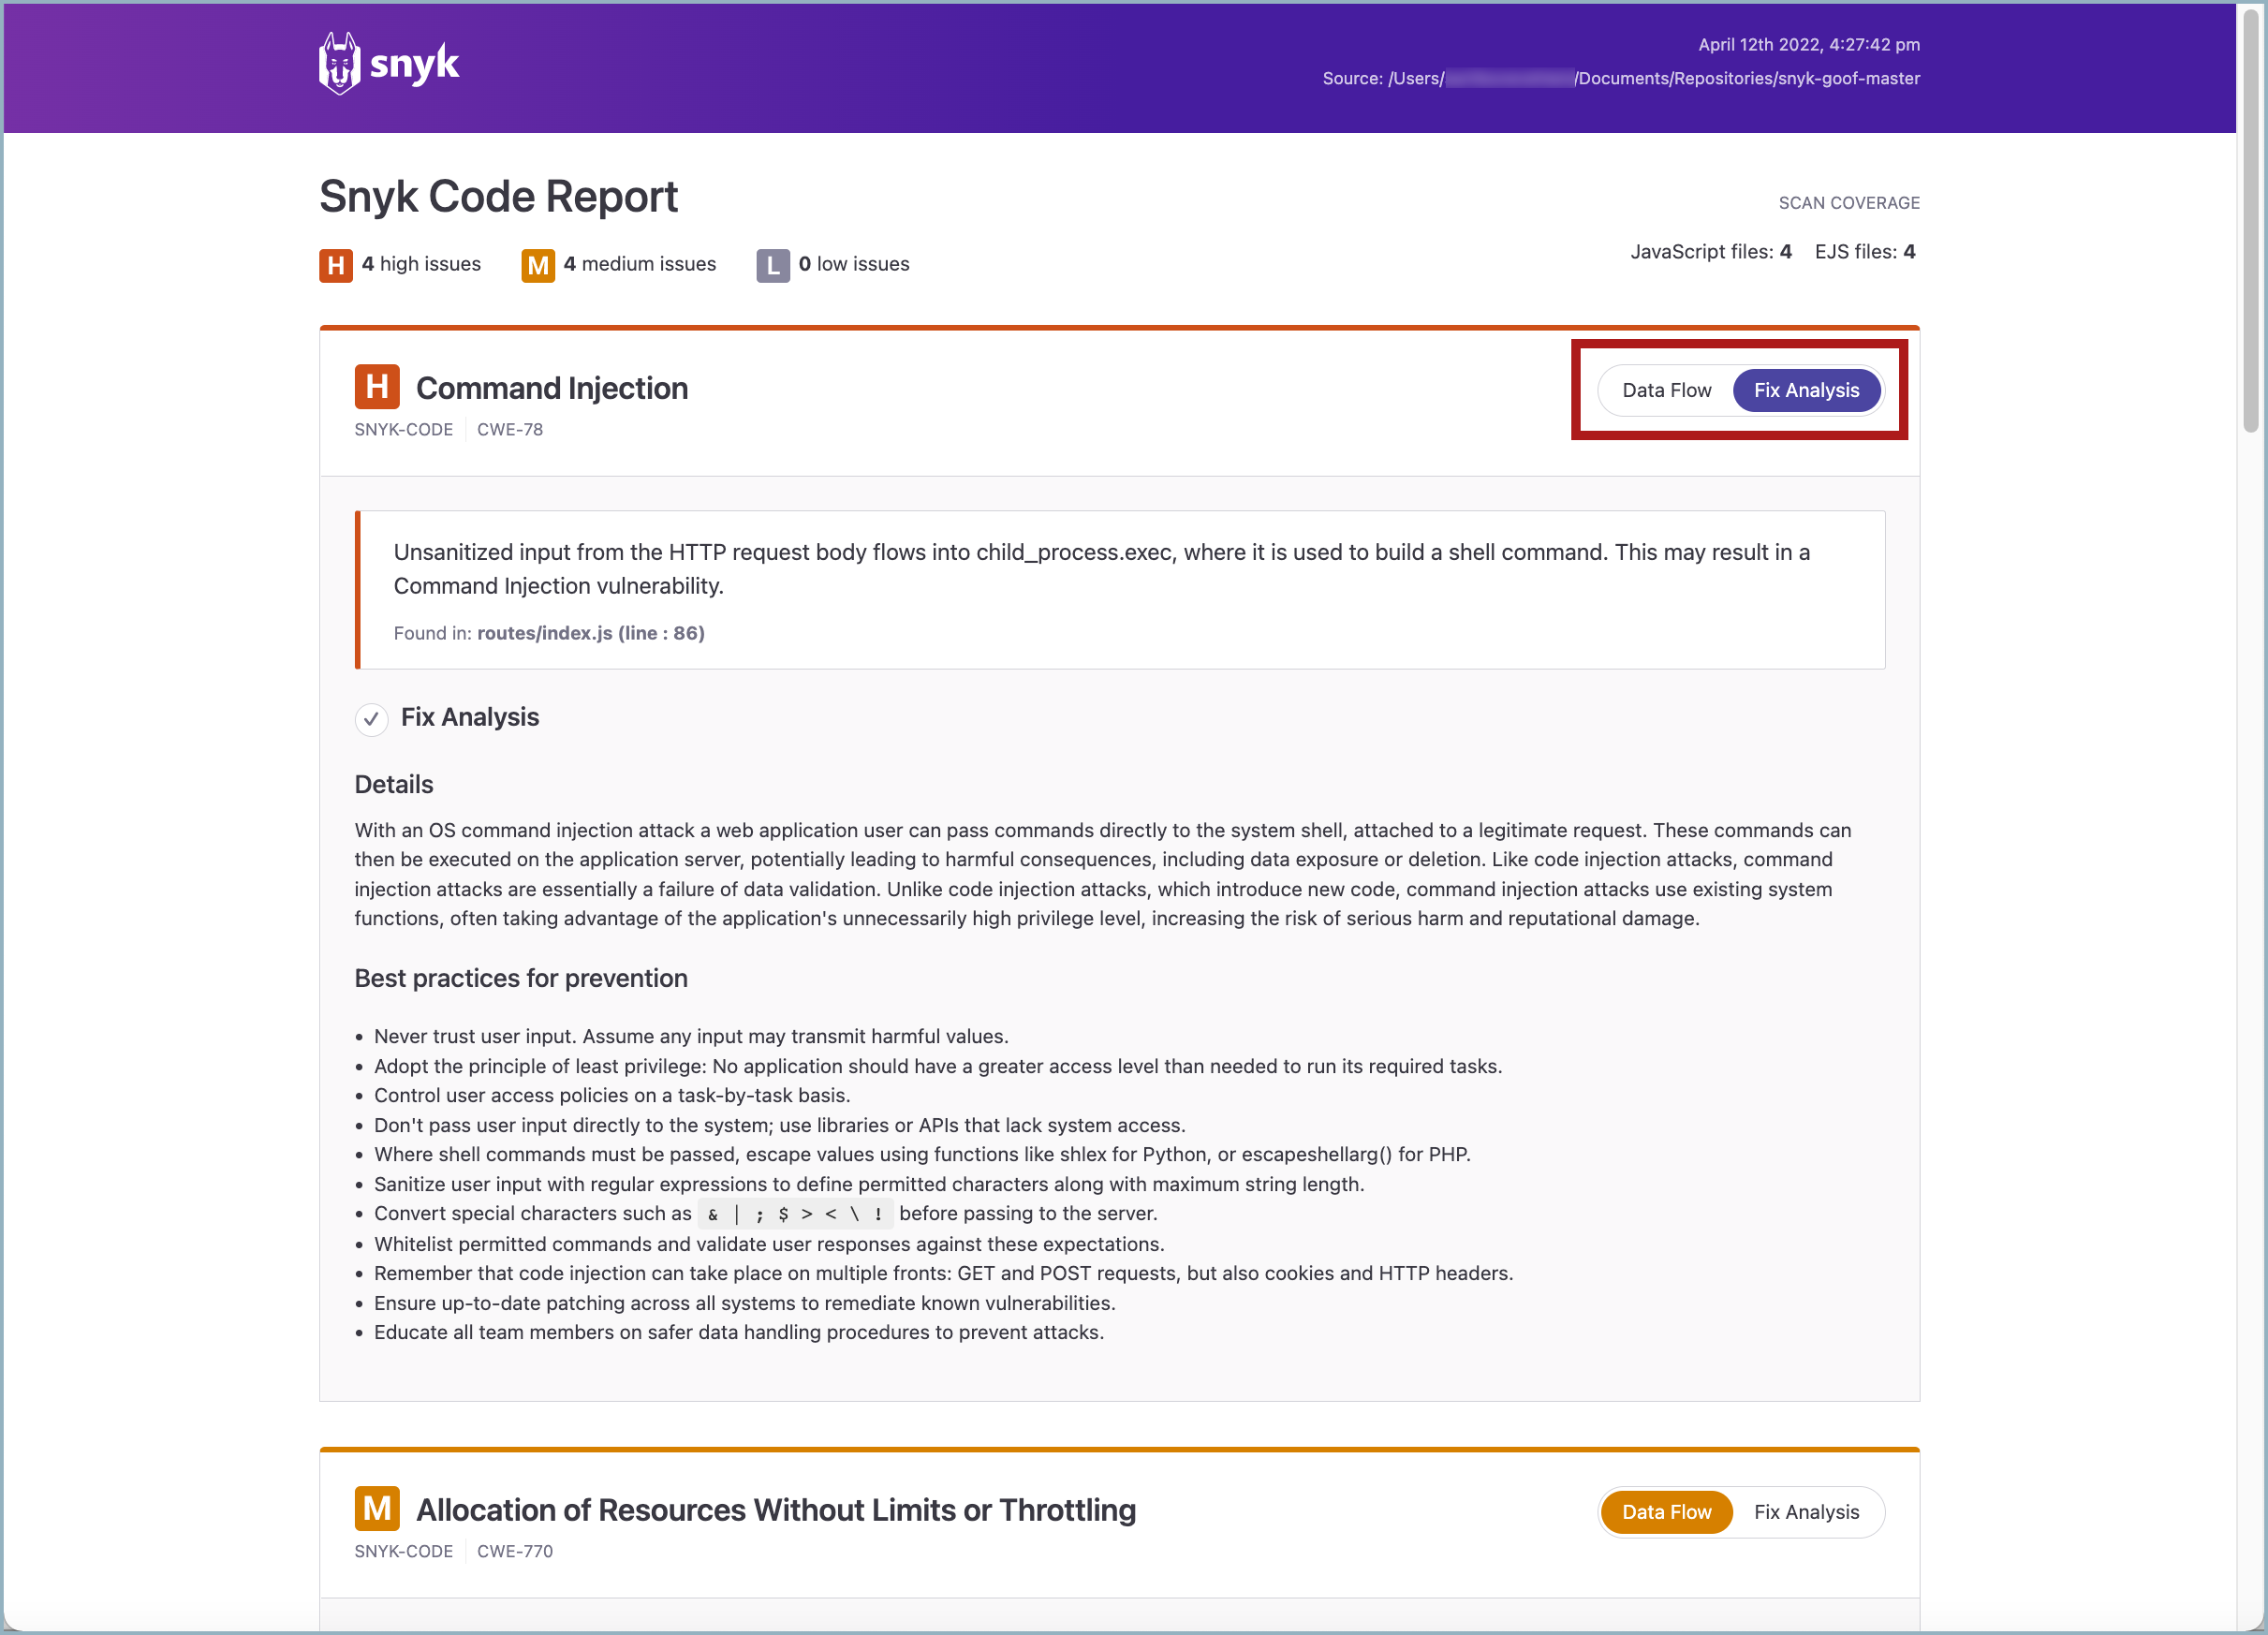 snyk
April 12th 2022, 4:27:42 pm
Source: /Users/ /Documents/Repositories/snyk-goof-master
Snyk Code Report
SCAN COVERAGE
H 4 high issues M 4 medium issues L 0 low issues
JavaScript files: 4 EJS files: 4
H Command Injection
Data Flow Fix Analysis
SNYK-CODE CWE-78
Unsanitized input from the HTTP request body flows into child_process.exec, where it is used to build a shell command. This may result in a
Command Injection vulnerability.
Found in: routes/index.js (line : 86)
Fix Analysis
Details
With an OS command injection attack a web application user can pass commands directly to the system shell, attached to a legitimate request. These commands can
then be executed on the application server, potentially leading to harmful consequences, including data exposure or deletion. Like code injection attacks, command
injection attacks are essentially a failure of data validation. Unlike code injection attacks, which introduce new code, command injection attacks use existing system
functions, often taking advantage of the application's unnecessarily high privilege level, increasing the risk of serious harm and reputational damage.
Best practices for prevention
• Never trust user input. Assume any input may transmit harmful values.
• Adopt the principle of least privilege: No application should have a greater access level than needed to run its required tasks.
• Control user access policies on a task-by-task basis.
• Don't pass user input directly to the system; use libraries or APIs that lack system access.
• Where shell commands must be passed, escape values using functions like shlex for Python, or escapeshellarg() for PHP.
• Sanitize user input with regular expressions to define permitted characters along with maximum string length.
• Convert special characters such as & | ; $ > < \ ! before passing to the server.
• Whitelist permitted commands and validate user responses against these expectations.
• Remember that code injection can take place on multiple fronts: GET and POST requests, but also cookies and HTTP headers.
• Ensure up-to-date patching across all systems to remediate known vulnerabilities.
• Educate all team members on safer data handling procedures to prevent attacks.
M Allocation of Resources Without Limits or Throttling
Data Flow Fix Analysis
SNYK-CODE CWE-770